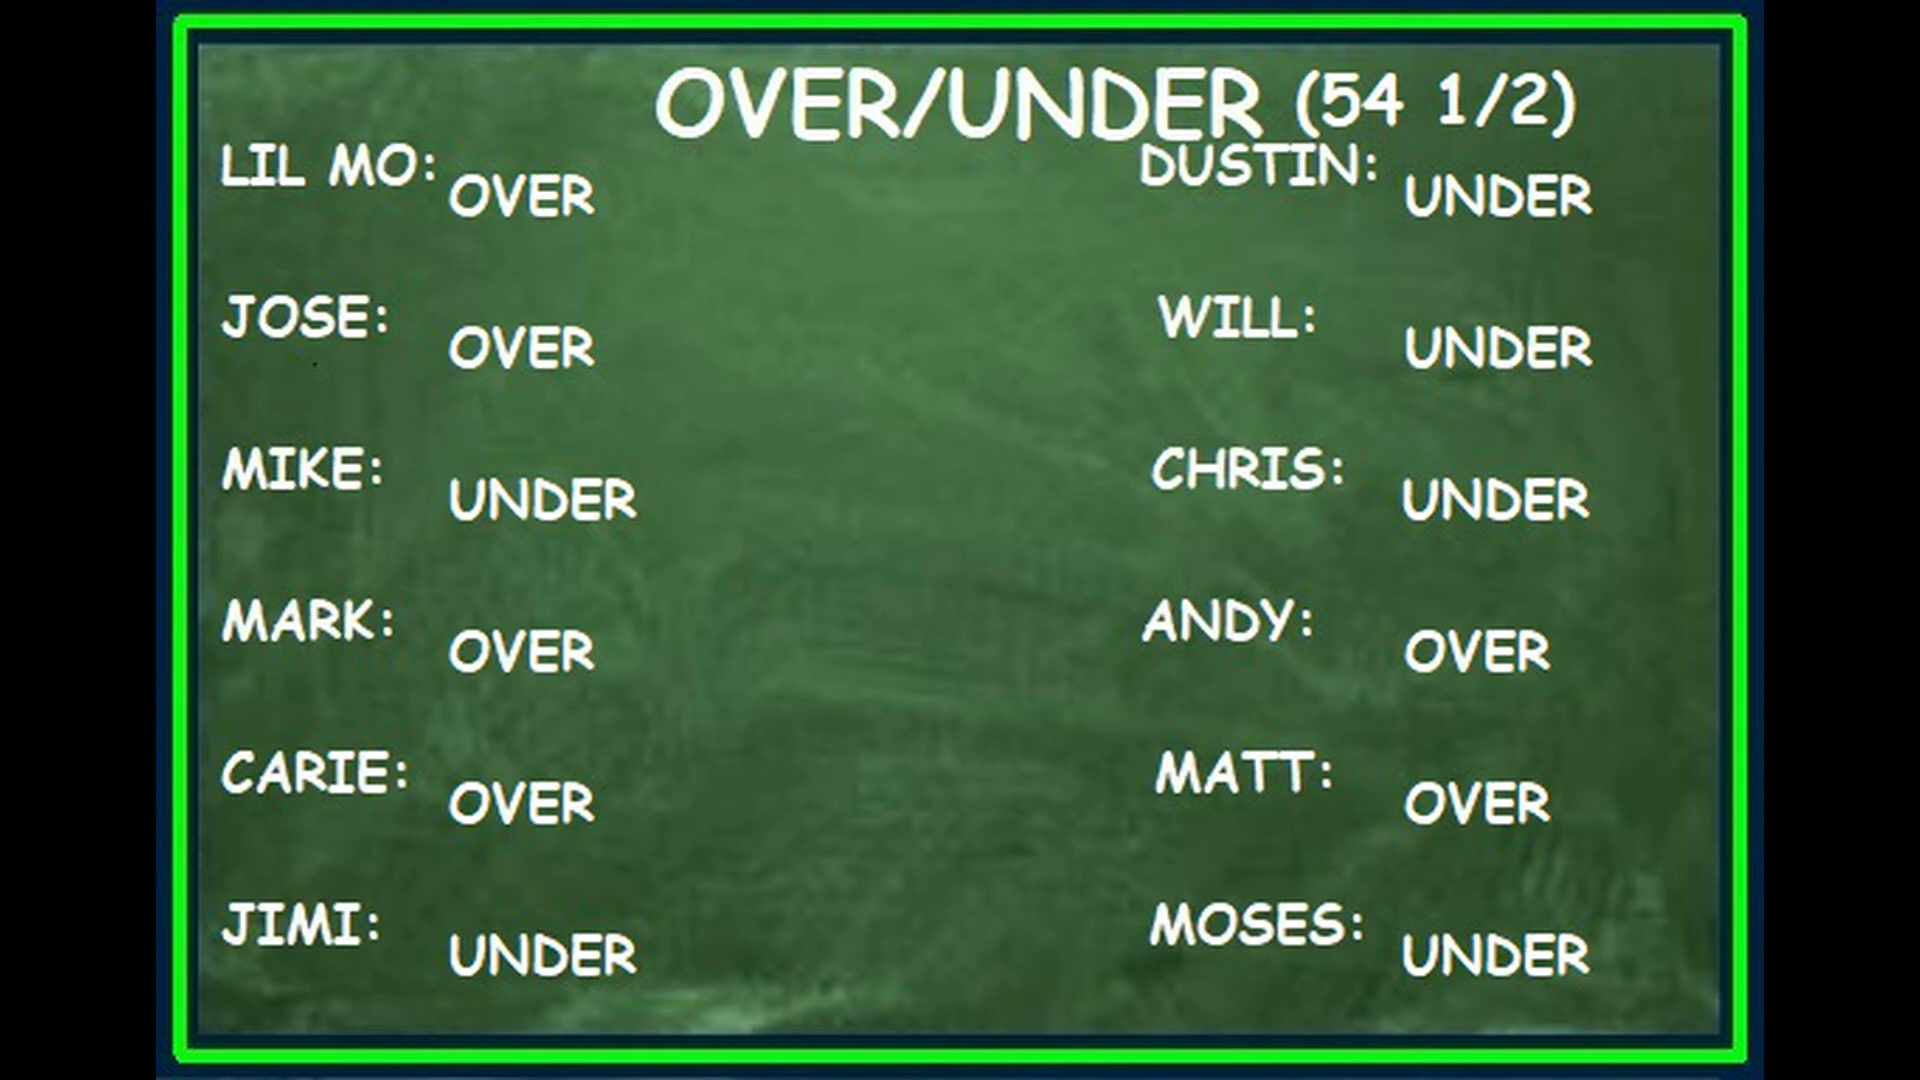 OVER/UNDER (54 1/2)
LIL MO: OVER
DUSTIN: UNDER
JOSE: OVER
WILL: UNDER
MIKE: UNDER
CHRIS: UNDER
MARK: OVER
ANDY: OVER
CARIE: OVER
MATT: OVER
JIMI: UNDER
MOSES: UNDER